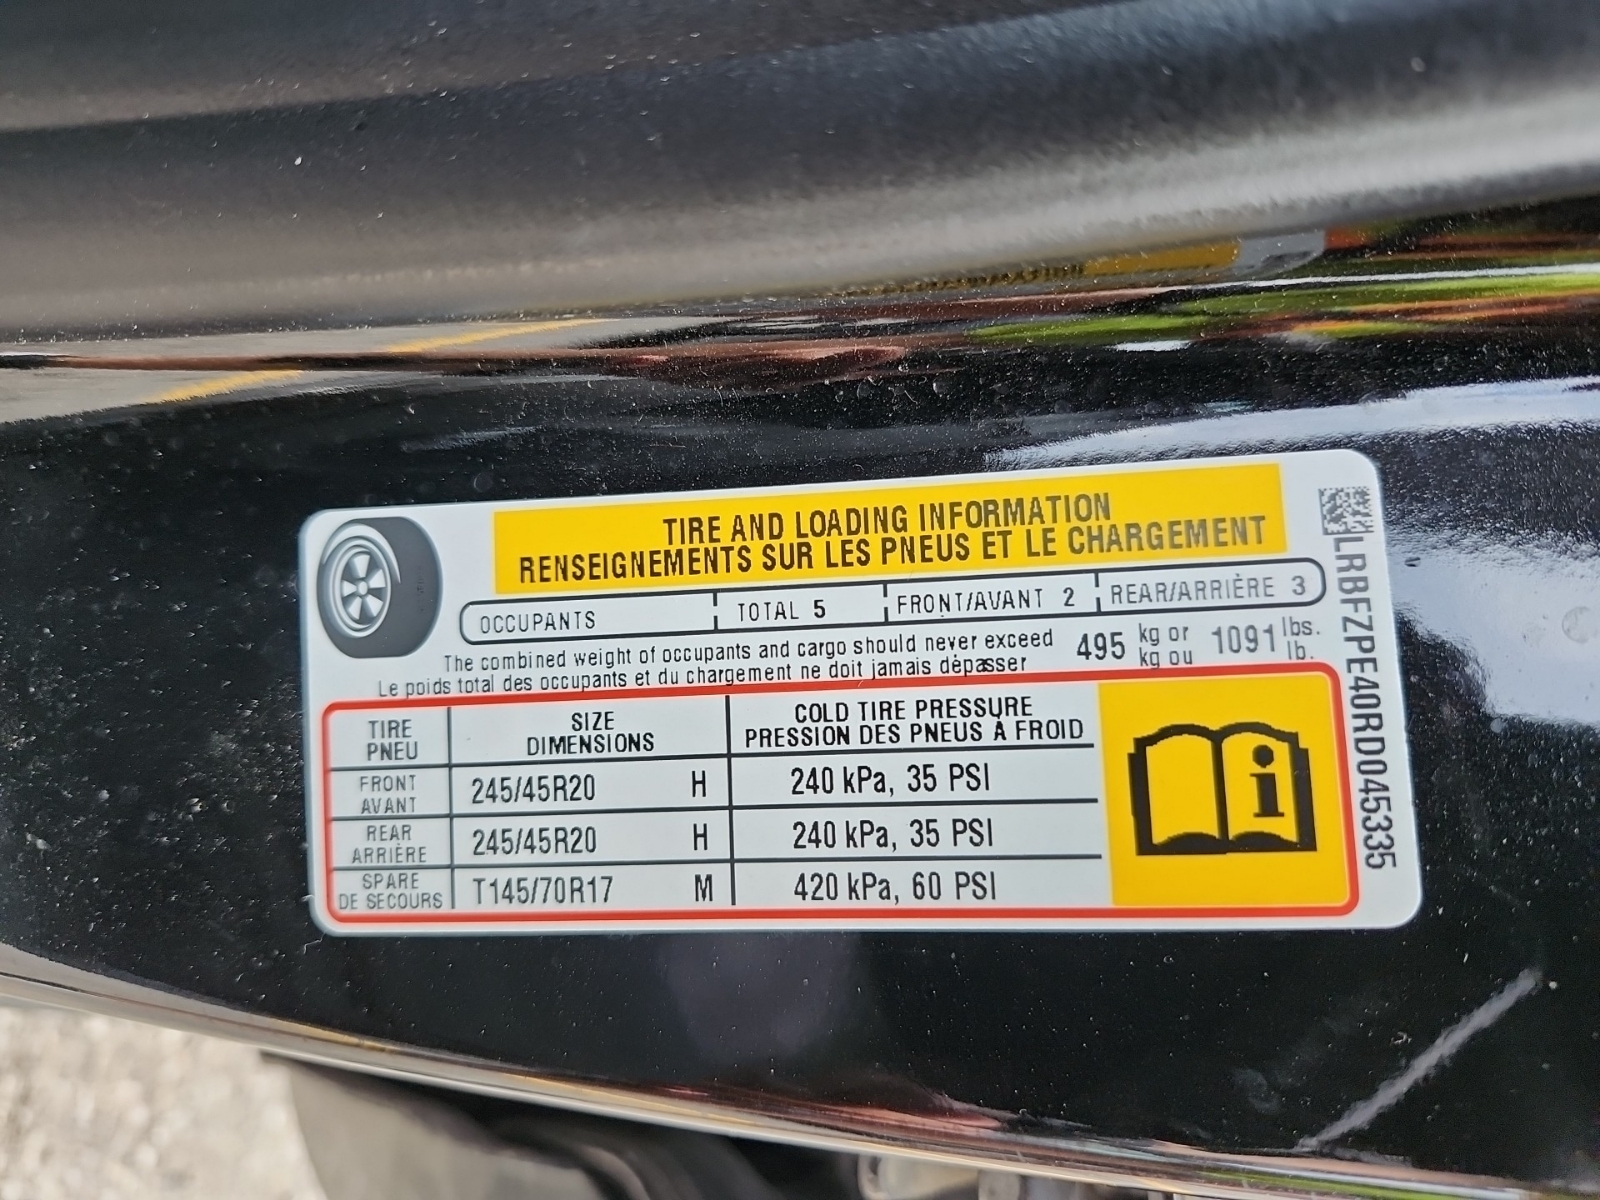 TIRE AND LOADING INFORMATION
RENSEIGNEMENTS SUR LES PNEUS ET LE CHARGEMENT
OCCUPANTS TOTAL 5 FRONT/AVANT 2 REAR/ARRIÈRE 3
The combined weight of occupants and cargo should never exceed 495 kg or 1091 lbs.
Le poids total des occupants et du chargement ne doit jamais dépasser kg ou lb.
TIRE SIZE COLD TIRE PRESSURE
PNEU DIMENSIONS PRESSION DES PNEUS À FROID
FRONT
AVANT 245/45R20 H 240 kPa, 35 PSI
REAR
ARRIÈRE 245/45R20 H 240 kPa, 35 PSI
SPARE
DE SECOURS T145/70R17 M 420 kPa, 60 PSI
LRBFZPE40RD045335